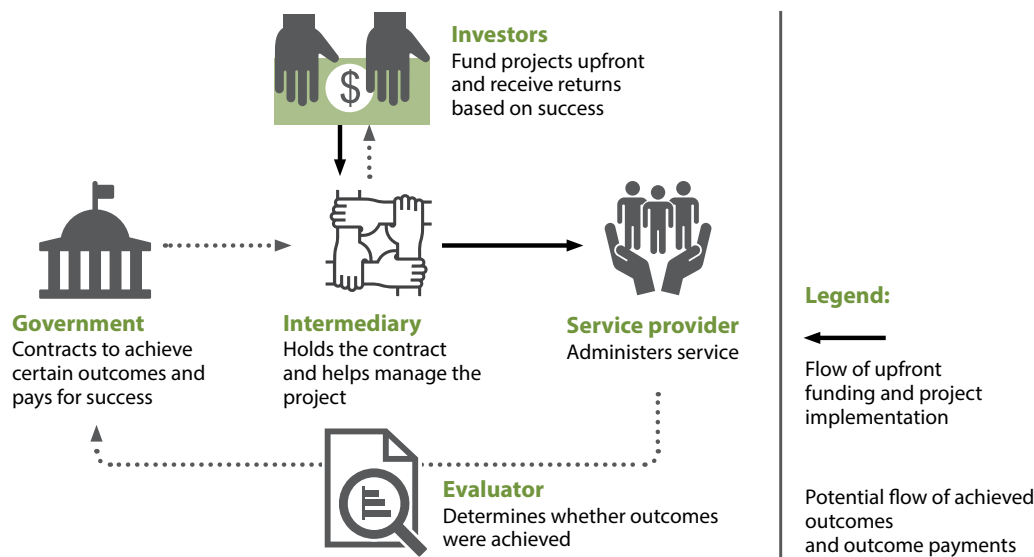 Investors
Fund projects upfront
and receive returns
based on success
$
Government
Contracts to achieve
certain outcomes and
pays for success
Intermediary
Holds the contract
and helps manage the
project
Service provider
Administers service
Evaluator
Determines whether outcomes
were achieved
Legend:
Flow of upfront
funding and project
implementation
Potential flow of achieved
outcomes
and outcome payments